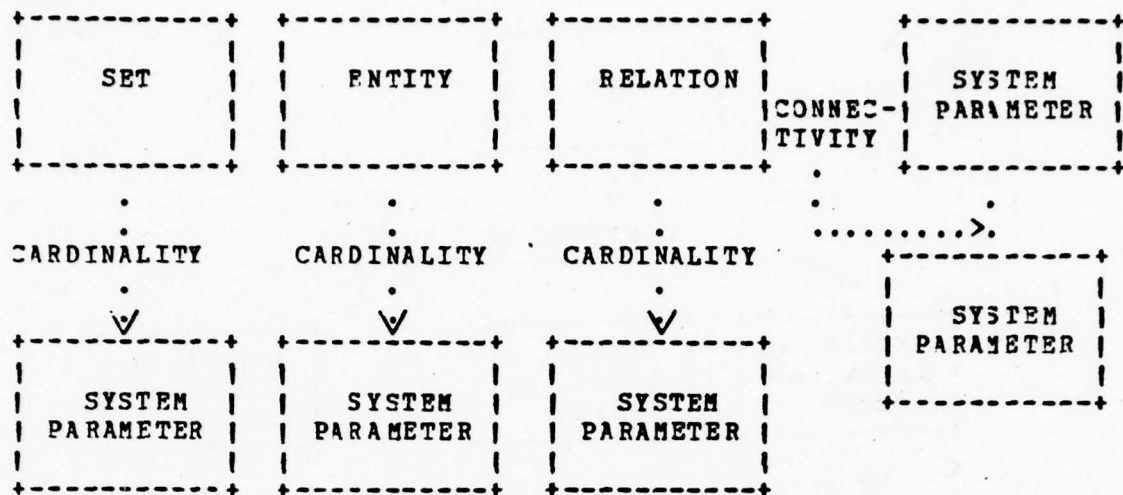 SET
ENTITY
RELATION
SYSTEM
PARAMETER
CONNEC-
TIVITY
CARDINALITY
CARDINALITY
CARDINALITY
SYSTEM
PARAMETER
SYSTEM
PARAMETER
SYSTEM
PARAMETER
SYSTEM
PARAMETER